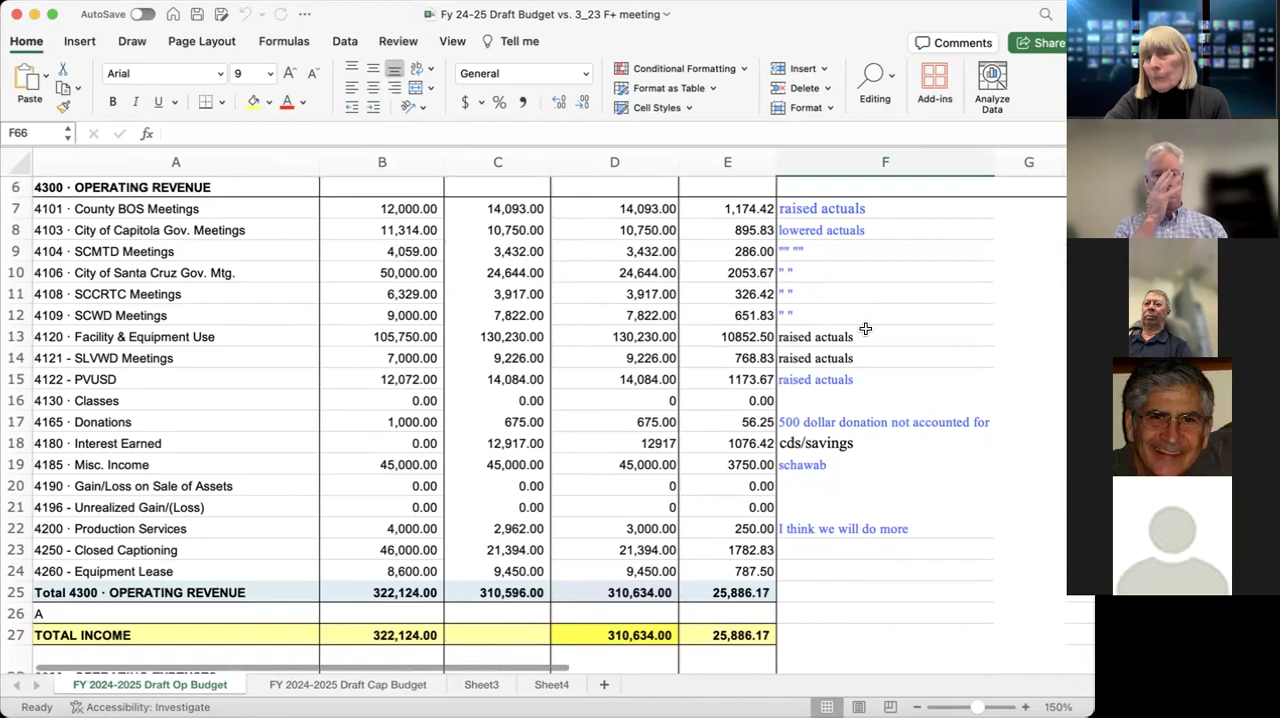 AutoSave
Fy 24-25 Draft Budget vs. 3_23 F+ meeting
Home Insert Draw Page Layout Formulas Data Review View Tell me Comments Share
Paste Arial 9 General Conditional Formatting Insert
Format as Table Delete
Cell Styles Format
Editing Add-ins Analyze Data
F66 fx
A B C D E F G
6 4300 · OPERATING REVENUE
7 4101 · County BOS Meetings 12,000.00 14,093.00 14,093.00 1,174.42 raised actuals
8 4103 · City of Capitola Gov. Meetings 11,314.00 10,750.00 10,750.00 895.83 lowered actuals
9 4104 · SCMTD Meetings 4,059.00 3,432.00 3,432.00 286.00 "" ""
10 4106 · City of Santa Cruz Gov. Mtg. 50,000.00 24,644.00 24,644.00 2053.67 " "
11 4108 · SCCRTC Meetings 6,329.00 3,917.00 3,917.00 326.42 " "
12 4109 · SCWD Meetings 9,000.00 7,822.00 7,822.00 651.83 " "
13 4120 · Facility & Equipment Use 105,750.00 130,230.00 130,230.00 10852.50 raised actuals
14 4121 - SLVWD Meetings 7,000.00 9,226.00 9,226.00 768.83 raised actuals
15 4122 - PVUSD 12,072.00 14,084.00 14,084.00 1173.67 raised actuals
16 4130 · Classes 0.00 0.00 0 0.00
17 4165 · Donations 1,000.00 675.00 675.00 56.25 500 dollar donation not accounted for
18 4180 · Interest Earned 0.00 12,917.00 12917 1076.42 cds/savings
19 4185 · Misc. Income 45,000.00 45,000.00 45,000.00 3750.00 schawab
20 4190 · Gain/Loss on Sale of Assets 0.00 0.00 0 0.00
21 4196 - Unrealized Gain/(Loss) 0.00 0.00 0 0.00
22 4200 · Production Services 4,000.00 2,962.00 3,000.00 250.00 I think we will do more
23 4250 - Closed Captioning 46,000.00 21,394.00 21,394.00 1782.83
24 4260 - Equipment Lease 8,600.00 9,450.00 9,450.00 787.50
25 Total 4300 · OPERATING REVENUE 322,124.00 310,596.00 310,634.00 25,886.17
26 A
27 TOTAL INCOME 322,124.00 310,634.00 25,886.17
FY 2024-2025 Draft Op Budget FY 2024-2025 Draft Cap Budget Sheet3 Sheet4
Ready Accessibility: Investigate 150%